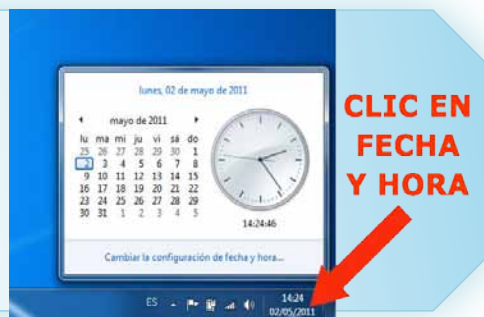 lunes, 02 de mayo de 2011
mayo de 2011
lu ma mi ju vi sá do
25 26 27 28 29 30 1
2 3 4 5 6 7 8
9 10 11 12 13 14 15
16 17 18 19 20 21 22
23 24 25 26 27 28 29
30 31 1 2 3 4 5
14:24:46
Cambiar la configuración de fecha y hora...
ES
14:24
02/05/2011
CLIC EN
FECHA
Y HORA